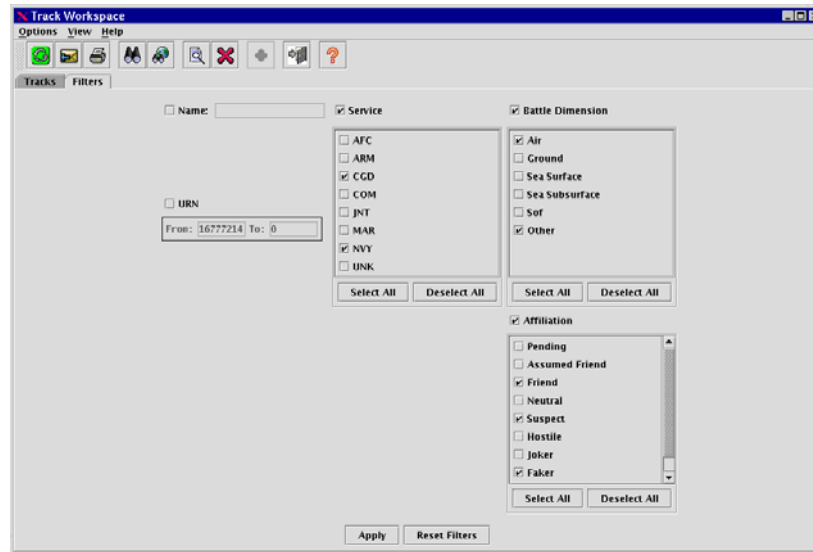 Track Workspace
Options View Help
Tracks Filters
Name: Service Battle Dimension
AFC
ARM
CGD
COM
JNT
MAR
NVY
UNK
Air
Ground
Sea Surface
Sea Subsurface
Sof
Other
URN
From: 16777214 To: 0
Select All Deselect All Select All Deselect All
Affiliation
Pending
Assumed Friend
Friend
Neutral
Suspect
Hostile
Joker
Faker
Select All Deselect All
Apply Reset Filters